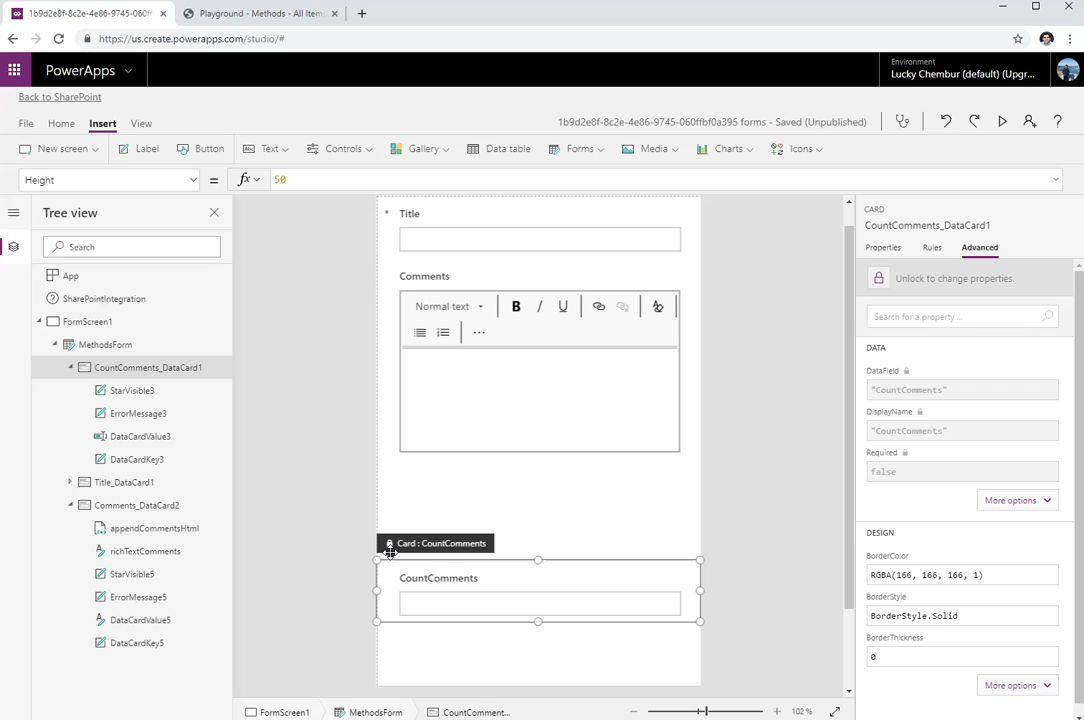 1b9d2e8f-8c2e-4e86-9745-060ff
Playground - Methods - All Item
https://us.create.powerapps.com/studio/#
PowerApps
Environment
Lucky Chembur (default) (Upgr...
Back to SharePoint
File Home Insert View
1b9d2e8f-8c2e-4e86-9745-060ffbf0a395 forms - Saved (Unpublished)
New screen Label Button Text Controls Gallery Data table Forms Media Charts Icons
Height = fx 50
Tree view
Search
App
SharePointIntegration
FormScreen1
MethodsForm
CountComments_DataCard1
StarVisible3
ErrorMessage3
DataCardValue3
DataCardKey3
Title_DataCard1
Comments_DataCard2
appendCommentsHtml
richTextComments
StarVisible5
ErrorMessage5
DataCardValue5
DataCardKey5
* Title
Comments
Normal text B / U
...
Card : CountComments
CountComments
CARD
CountComments_DataCard1
Properties Rules Advanced
Unlock to change properties.
Search for a property ...
DATA
DataField
"CountComments"
DisplayName
"CountComments"
Required
false
More options
DESIGN
BorderColor
RGBA(166, 166, 166, 1)
BorderStyle
BorderStyle.Solid
BorderThickness
0
More options
FormScreen1 MethodsForm CountComment... 102 %